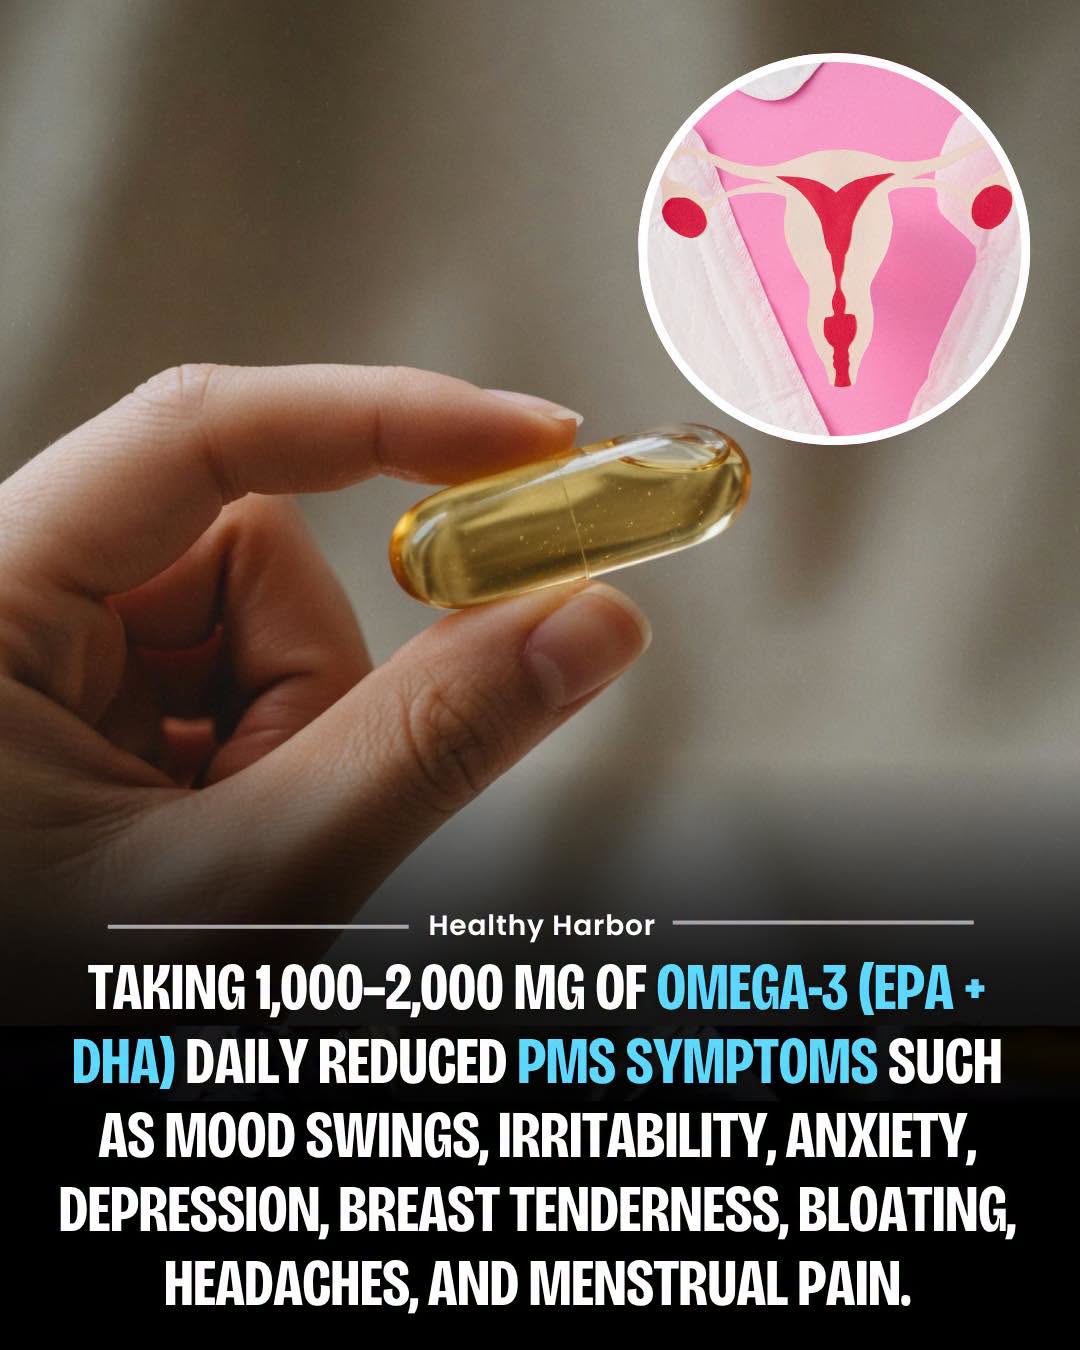 Healthy Harbor
TAKING 1,000–2,000 MG OF OMEGA-3 (EPA +
DHA) DAILY REDUCED PMS SYMPTOMS SUCH
AS MOOD SWINGS, IRRITABILITY, ANXIETY,
DEPRESSION, BREAST TENDERNESS, BLOATING,
HEADACHES, AND MENSTRUAL PAIN.